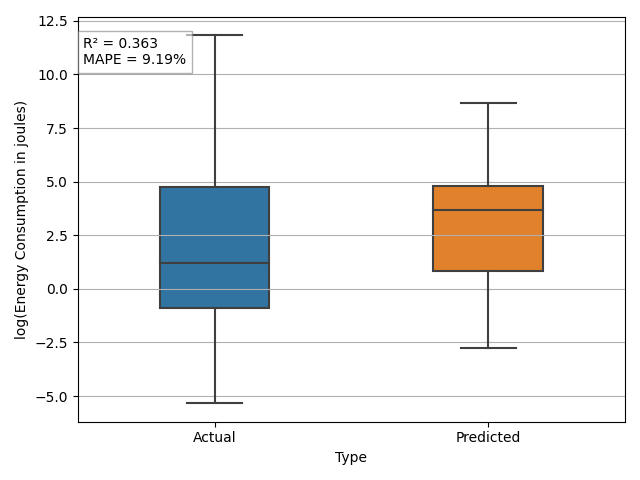 12.5
10.0
7.5
5.0
2.5
0.0
−2.5
−5.0
log(Energy Consumption in joules)
R² = 0.363
MAPE = 9.19%
Actual
Predicted
Type